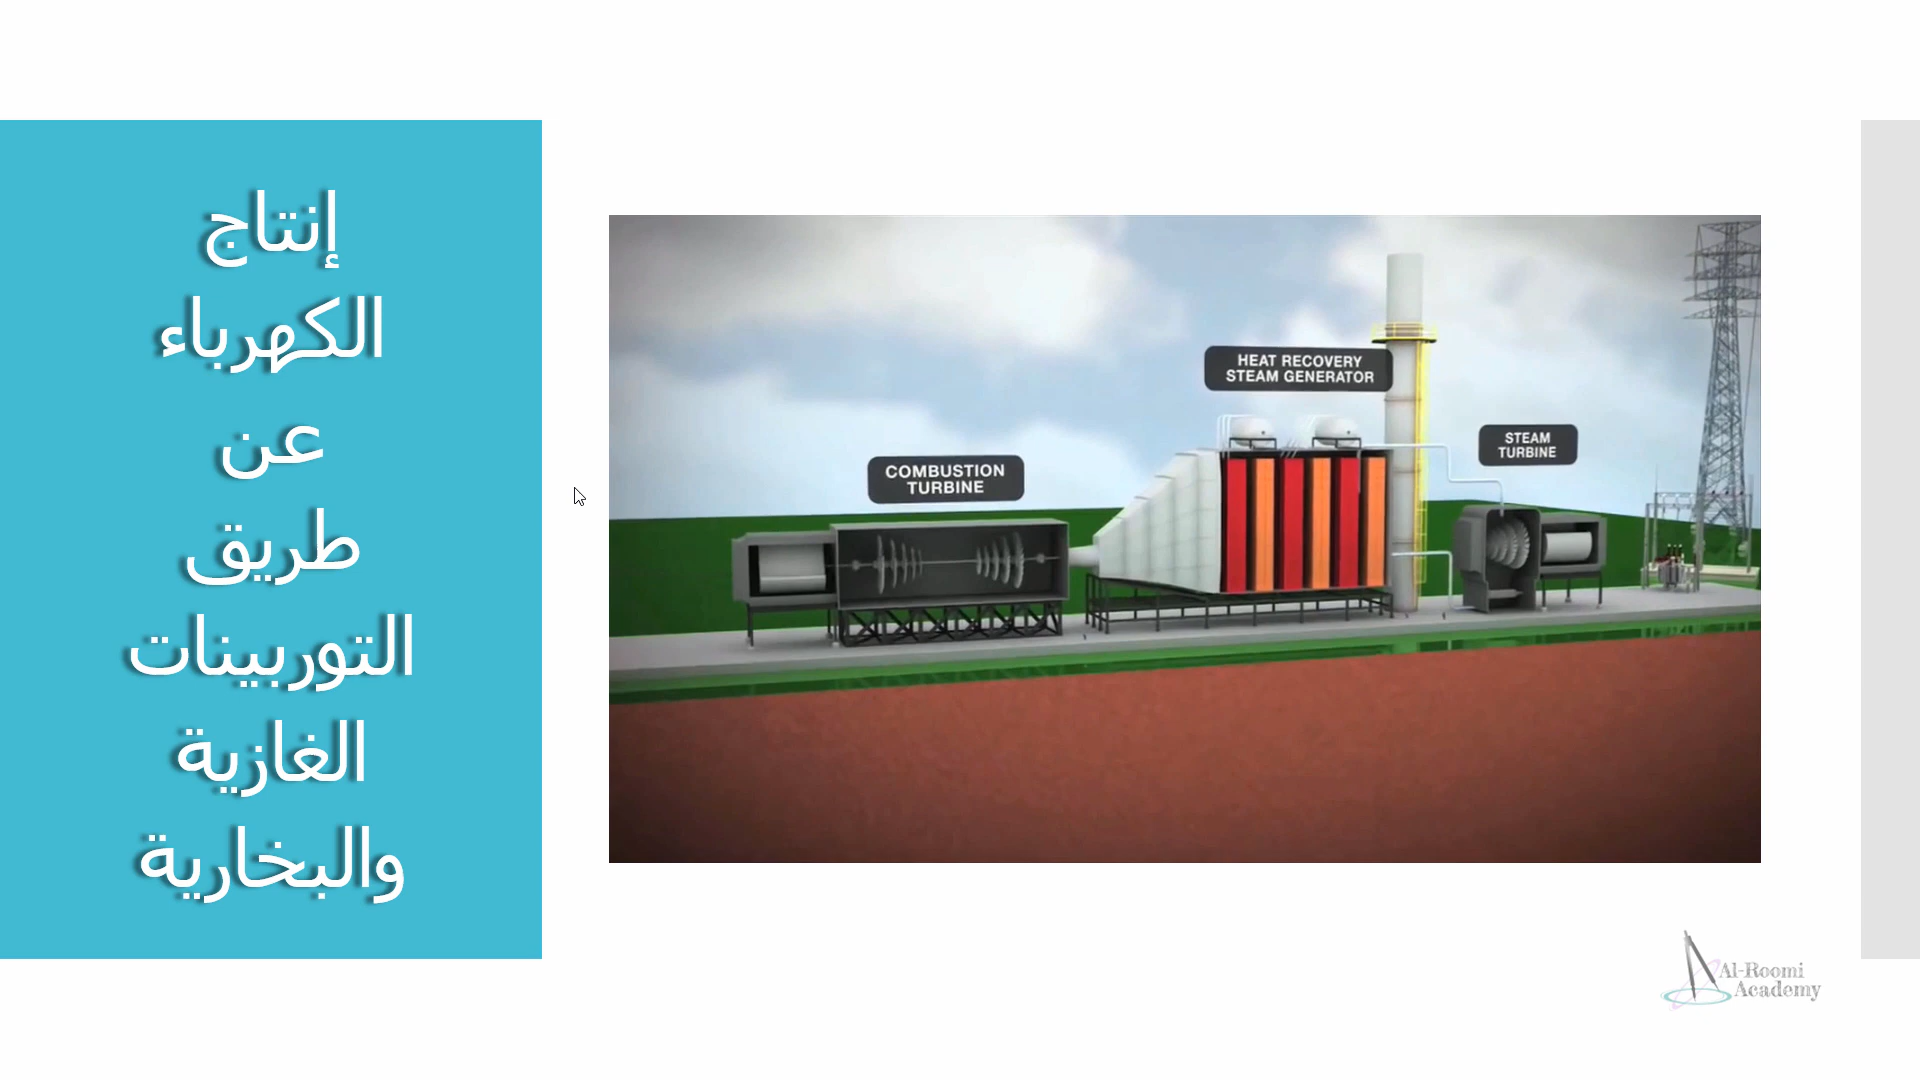 إنتاج
الكهرباء
عن
طريق
التوربينات
الغازية
والبخارية
HEAT RECOVERY
STEAM GENERATOR
STEAM
TURBINE
COMBUSTION
TURBINE
Al-Roomi
Academy